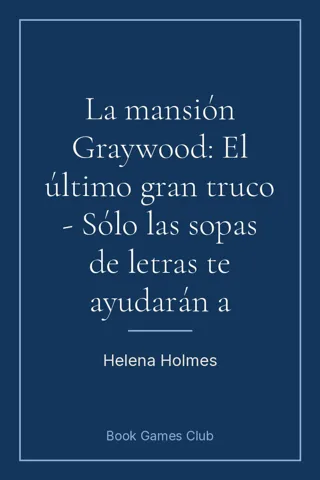 La mansión
Graywood: El
último gran truco
- Sólo las sopas
de letras te
ayudarán a
Helena Holmes
Book Games Club